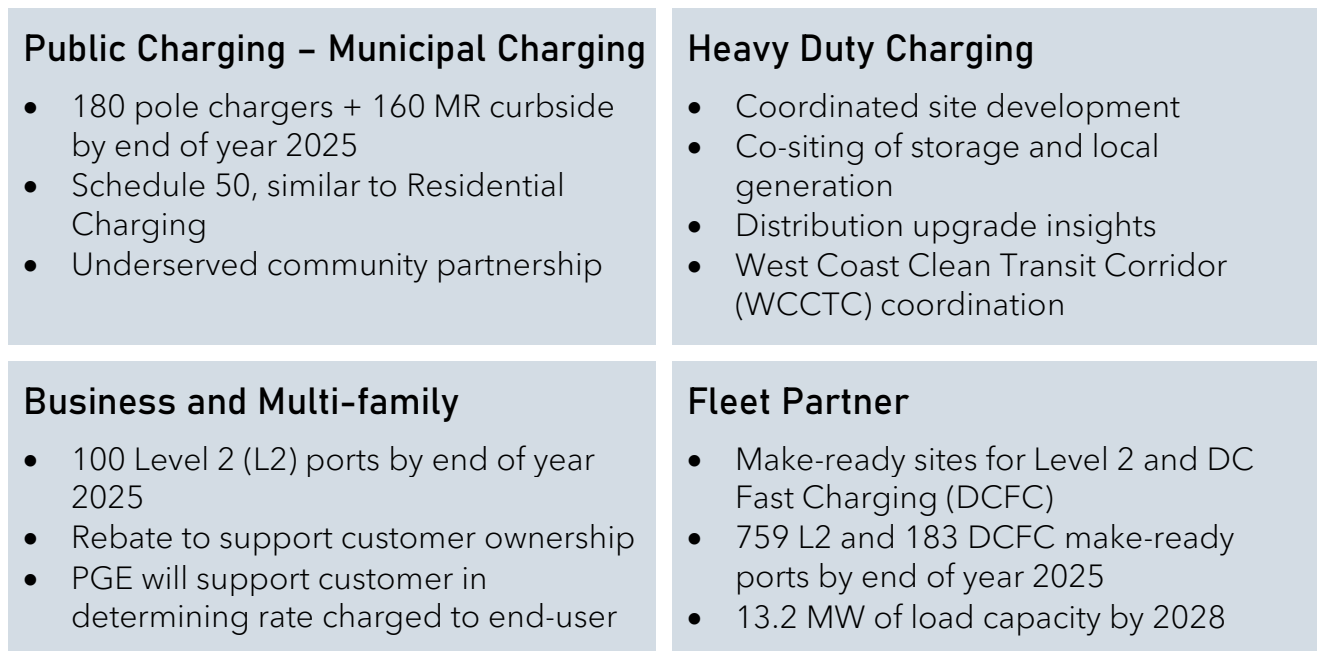 Public Charging – Municipal Charging
• 180 pole chargers + 160 MR curbside
by end of year 2025
• Schedule 50, similar to Residential
Charging
• Underserved community partnership
Heavy Duty Charging
• Coordinated site development
• Co-siting of storage and local
generation
• Distribution upgrade insights
• West Coast Clean Transit Corridor
(WCCTC) coordination
Business and Multi-family
• 100 Level 2 (L2) ports by end of year
2025
• Rebate to support customer ownership
• PGE will support customer in
determining rate charged to end-user
Fleet Partner
• Make-ready sites for Level 2 and DC
Fast Charging (DCFC)
• 759 L2 and 183 DCFC make-ready
ports by end of year 2025
• 13.2 MW of load capacity by 2028